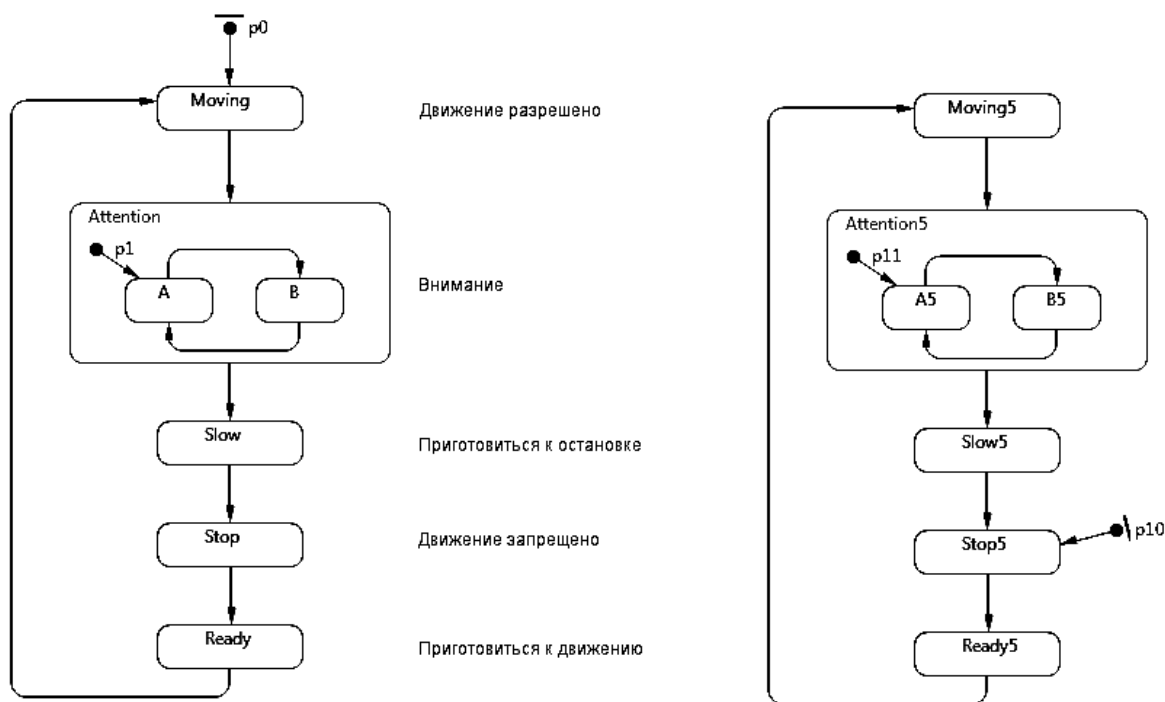 p0
Moving
Движение разрешено
Attention
p1
A
B
Внимание
Slow
Приготовиться к остановке
Stop
Движение запрещено
Ready
Приготовиться к движению
Moving5
Attention5
p11
A5
B5
Slow5
Stop5
p10
Ready5